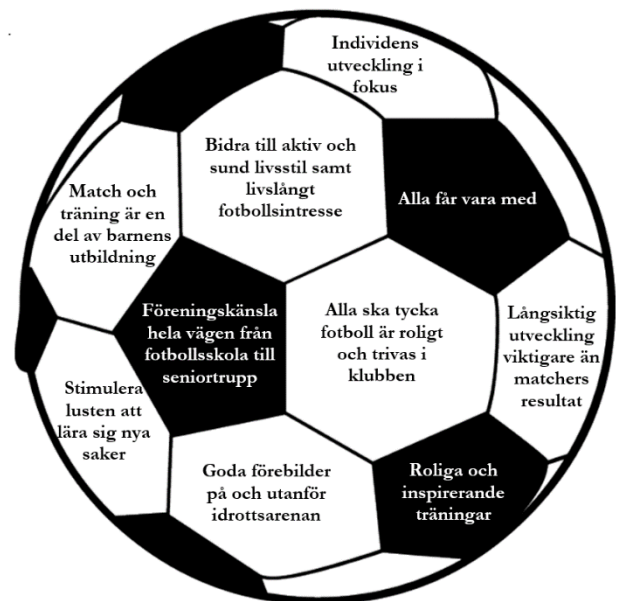 Individens
utveckling i
fokus
Bidra till aktiv och
sund livsstil samt
livslångt
fotbollsintresse
Alla får vara med
Match och
träning är en
del av barnens
utbildning
Föreningskänsla
hela vägen från
fotbollsskola till
seniortrupp
Alla ska tycka
fotboll är roligt
och trivas i
klubben
Långsiktig
utveckling
viktigare än
matchers
resultat
Stimulera
lusten att
lära sig nya
saker
Goda förebilder
på och utanför
idrottsarenan
Roliga och
inspirerande
träningar